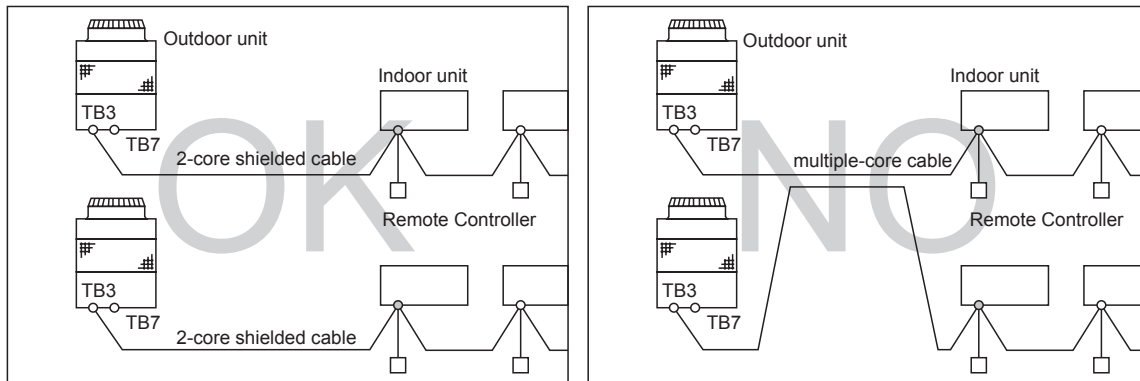 Outdoor unit
Indoor unit
TB3
TB7
2-core shielded cable
OK
Remote Controller
TB3
TB7
2-core shielded cable
Outdoor unit
Indoor unit
TB3
TB7
multiple-core cable
NO
Remote Controller
TB3
TB7